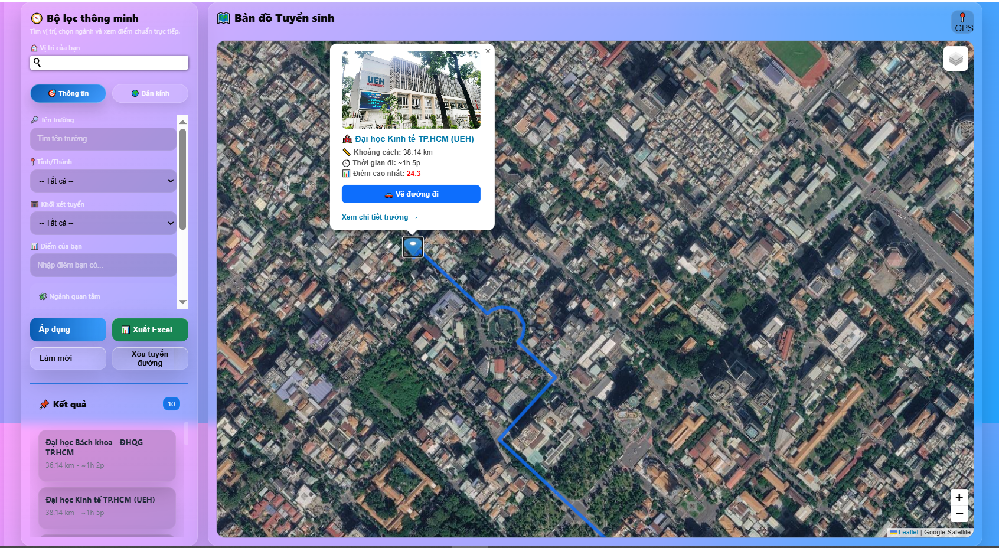 Bộ lọc thông minh
Tìm vị trí, chọn ngành và xem điểm chuẩn trực tiếp.
Vị trí của bạn
Thông tin
Bán kính
Tên trường
Tìm tên trường...
Tỉnh/Thành
-- Tất cả --
Khối xét tuyển
-- Tất cả --
Điểm của bạn
Nhập điểm bạn có...
Ngành quan tâm
Áp dụng
Xuất Excel
Làm mới
Xóa tuyến
đường
Kết quả
10
Đại học Bách khoa - ĐHQG
TP.HCM
36.14 km - ~1h 2p
Đại học Kinh tế TP.HCM (UEH)
38.14 km - ~1h 5p
Bản đồ Tuyển sinh
GPS
×
UEH
UNIVERSITY
Đại học Kinh tế TP.HCM (UEH)
Khoảng cách: 38.14 km
Thời gian đi: ~1h 5p
Điểm cao nhất: 24.3
Vẽ đường đi
Xem chi tiết trường ›
+
−
Leaflet | Google Satellite